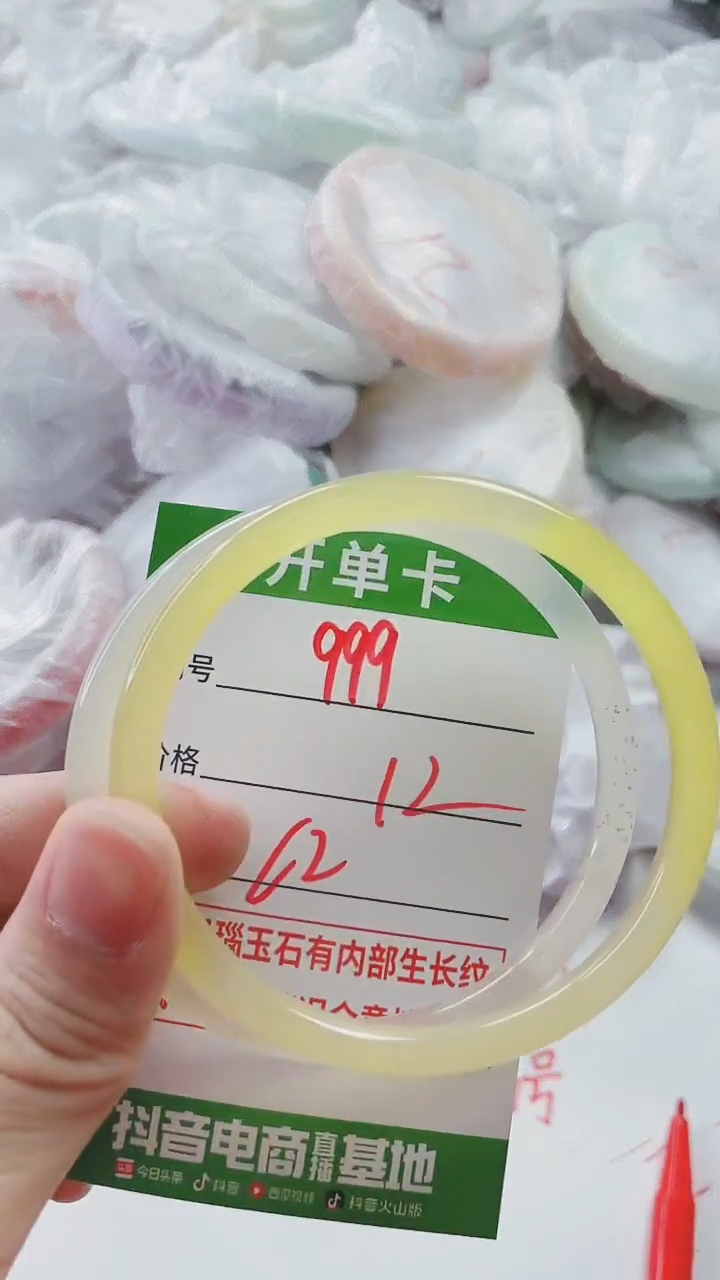 开单卡
号 999
价格 12
62
瑙玉石有内部生长纹
抖音电商直播基地
今日头条 抖音 西瓜视频 抖音火山版
号